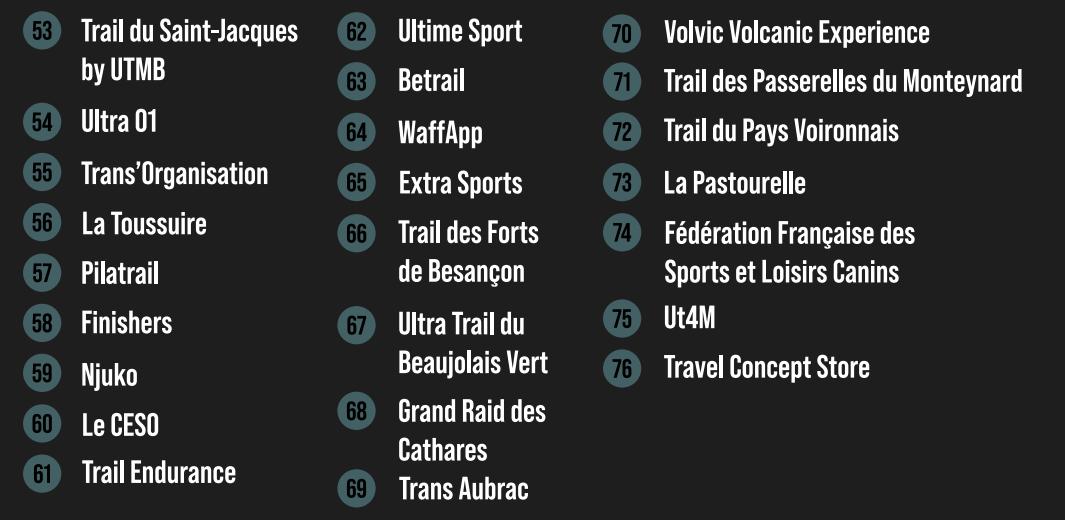 53 Trail du Saint-Jacques
by UTMB
54 Ultra 01
55 Trans'Organisation
56 La Toussuire
57 Pilatrail
58 Finishers
59 Njuko
60 Le CESO
61 Trail Endurance
62 Ultime Sport
63 Betrail
64 WaffApp
65 Extra Sports
66 Trail des Forts
de Besançon
67 Ultra Trail du
Beaujolais Vert
68 Grand Raid des
Cathares
69 Trans Aubrac
70 Volvic Volcanic Experience
71 Trail des Passerelles du Monteynard
72 Trail du Pays Voironnais
73 La Pastourelle
74 Fédération Française des
Sports et Loisirs Canins
75 Ut4M
76 Travel Concept Store